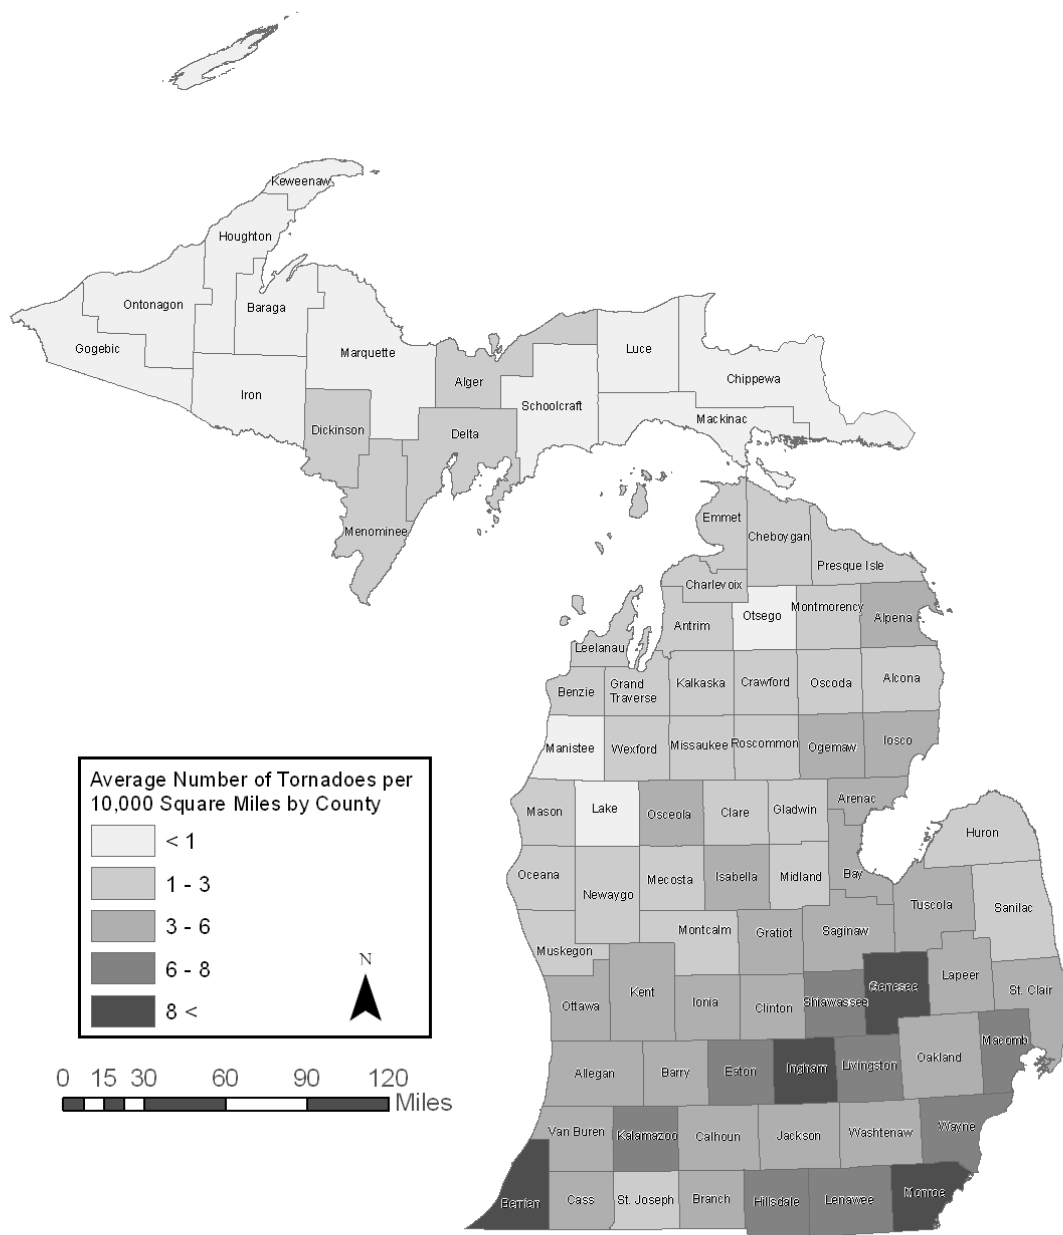 Keweenaw
Houghton
Ontonagon
Baraga
Gogebic
Marquette
Luce
Alger
Chippewa
Iron
Schoolcraft
Mackinac
Dickinson
Delta
Menominee
Emmet
Cheboygan
Presque Isle
Charlevoix
Antrim
Otsego
Montmorency
Alpena
Leelanau
Benzie
Grand
Traverse
Kalkaska
Crawford
Oscoda
Alcona
Manistee
Wexford
Missaukee
Roscommon
Ogemaw
Iosco
Mason
Lake
Osceola
Clare
Gladwin
Arenac
Huron
Oceana
Newaygo
Mecosta
Isabella
Midland
Bay
Tuscola
Sanilac
Muskegon
Montcalm
Gratiot
Saginaw
Ottawa
Kent
Ionia
Clinton
Shiawassee
Genesee
Lapeer
St. Clair
Allegan
Barry
Eaton
Ingham
Livingston
Oakland
Macomb
Van Buren
Kalamazoo
Calhoun
Jackson
Washtenaw
Wayne
Berrien
Cass
St. Joseph
Branch
Hillsdale
Lenawee
Monroe
Average Number of Tornadoes per
10,000 Square Miles by County
< 1
1 - 3
3 - 6
6 - 8
8 <
N
0 15 30 60 90 120
Miles